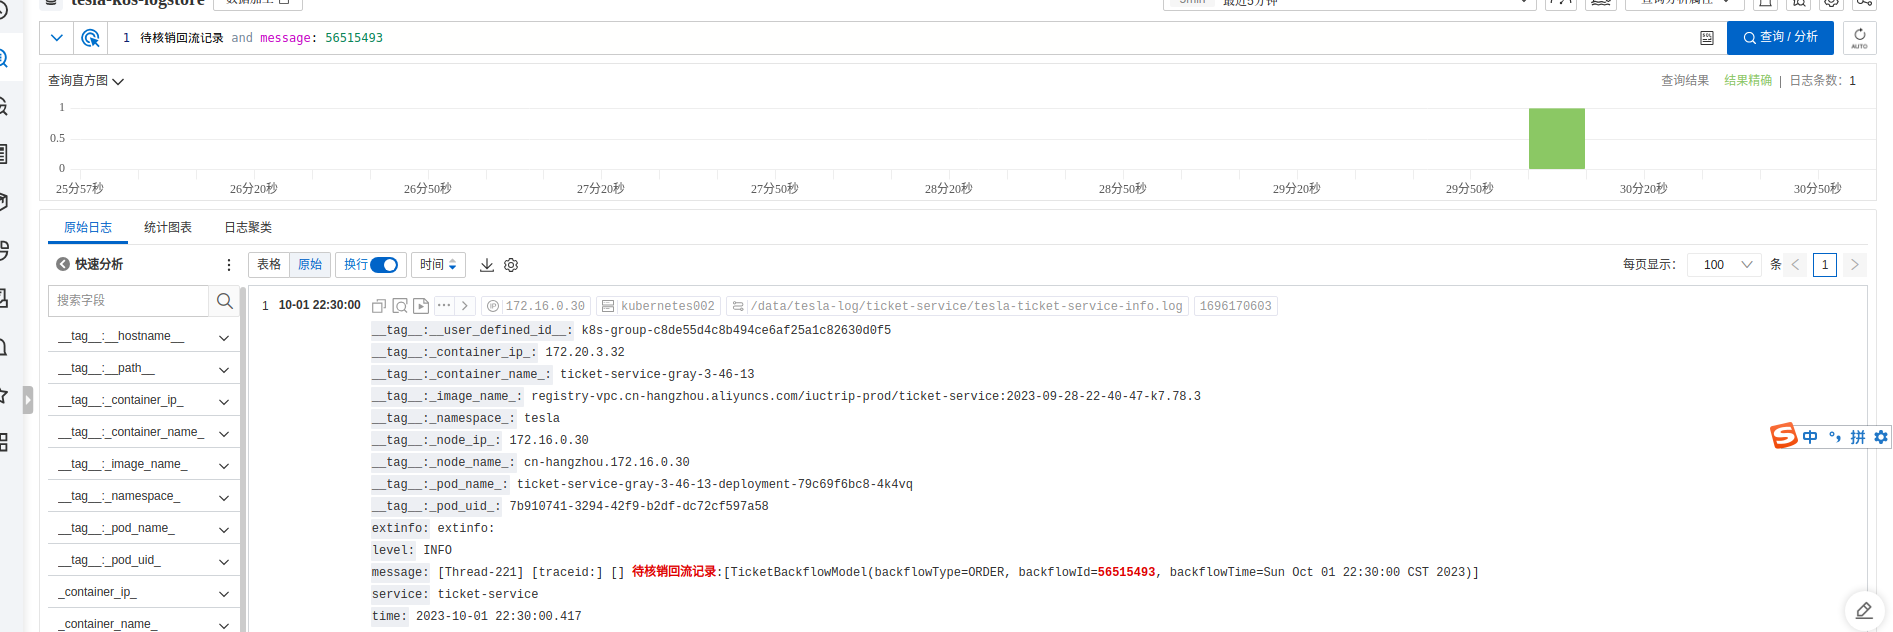 tesla-k8s-logstore 数据加工 5min 最近5分钟 查询分析属性
1 待核销回流记录 and message: 56515493 查询 / 分析 AUTO
查询直方图 查询结果 结果精确 | 日志条数: 1
1
0.5
0
25分57秒 26分20秒 26分50秒 27分20秒 27分50秒 28分20秒 28分50秒 29分20秒 29分50秒 30分20秒 30分50秒
原始日志 统计图表 日志聚类
快速分析 表格 原始 换行 时间 每页显示: 100 条 1
搜索字段
__tag__:__hostname__
__tag__:__path__
__tag__:_container_ip_
__tag__:_container_name_
__tag__:_image_name_
__tag__:_namespace_
__tag__:_pod_name_
__tag__:_pod_uid_
_container_ip_
_container_name_
1 10-01 22:30:00 IP 172.16.0.30 kubernetes002 /data/tesla-log/ticket-service/tesla-ticket-service-info.log 1696170603
__tag__:__user_defined_id__: k8s-group-c8de55d4c8b494ce6af25a1c82630d0f5
__tag__:_container_ip_: 172.20.3.32
__tag__:_container_name_: ticket-service-gray-3-46-13
__tag__:_image_name_: registry-vpc.cn-hangzhou.aliyuncs.com/iuctrip-prod/ticket-service:2023-09-28-22-40-47-k7.78.3
__tag__:_namespace_: tesla
__tag__:_node_ip_: 172.16.0.30
__tag__:_node_name_: cn-hangzhou.172.16.0.30
__tag__:_pod_name_: ticket-service-gray-3-46-13-deployment-79c69f6bc8-4k4vq
__tag__:_pod_uid_: 7b910741-3294-42f9-b2df-dc72cf597a58
extinfo: extinfo:
level: INFO
message: [Thread-221] [traceid:] [] 待核销回流记录:[TicketBackflowModel(backflowType=ORDER, backflowId=56515493, backflowTime=Sun Oct 01 22:30:00 CST 2023)]
service: ticket-service
time: 2023-10-01 22:30:00.417
S 中 °, 拼